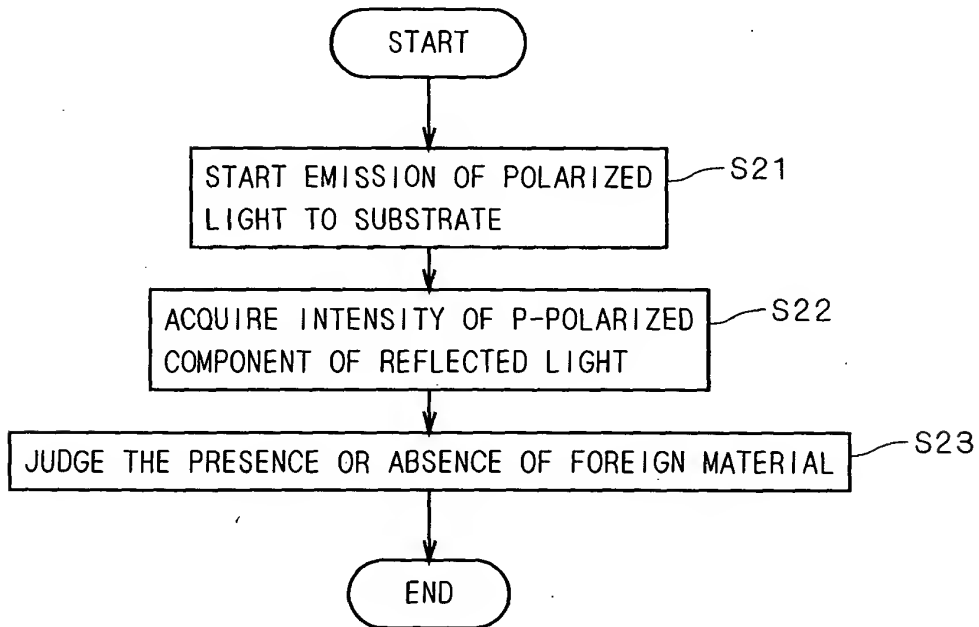 START
START EMISSION OF POLARIZED
LIGHT TO SUBSTRATE
S21
ACQUIRE INTENSITY OF P-POLARIZED
COMPONENT OF REFLECTED LIGHT
S22
JUDGE THE PRESENCE OR ABSENCE OF FOREIGN MATERIAL
S23
END